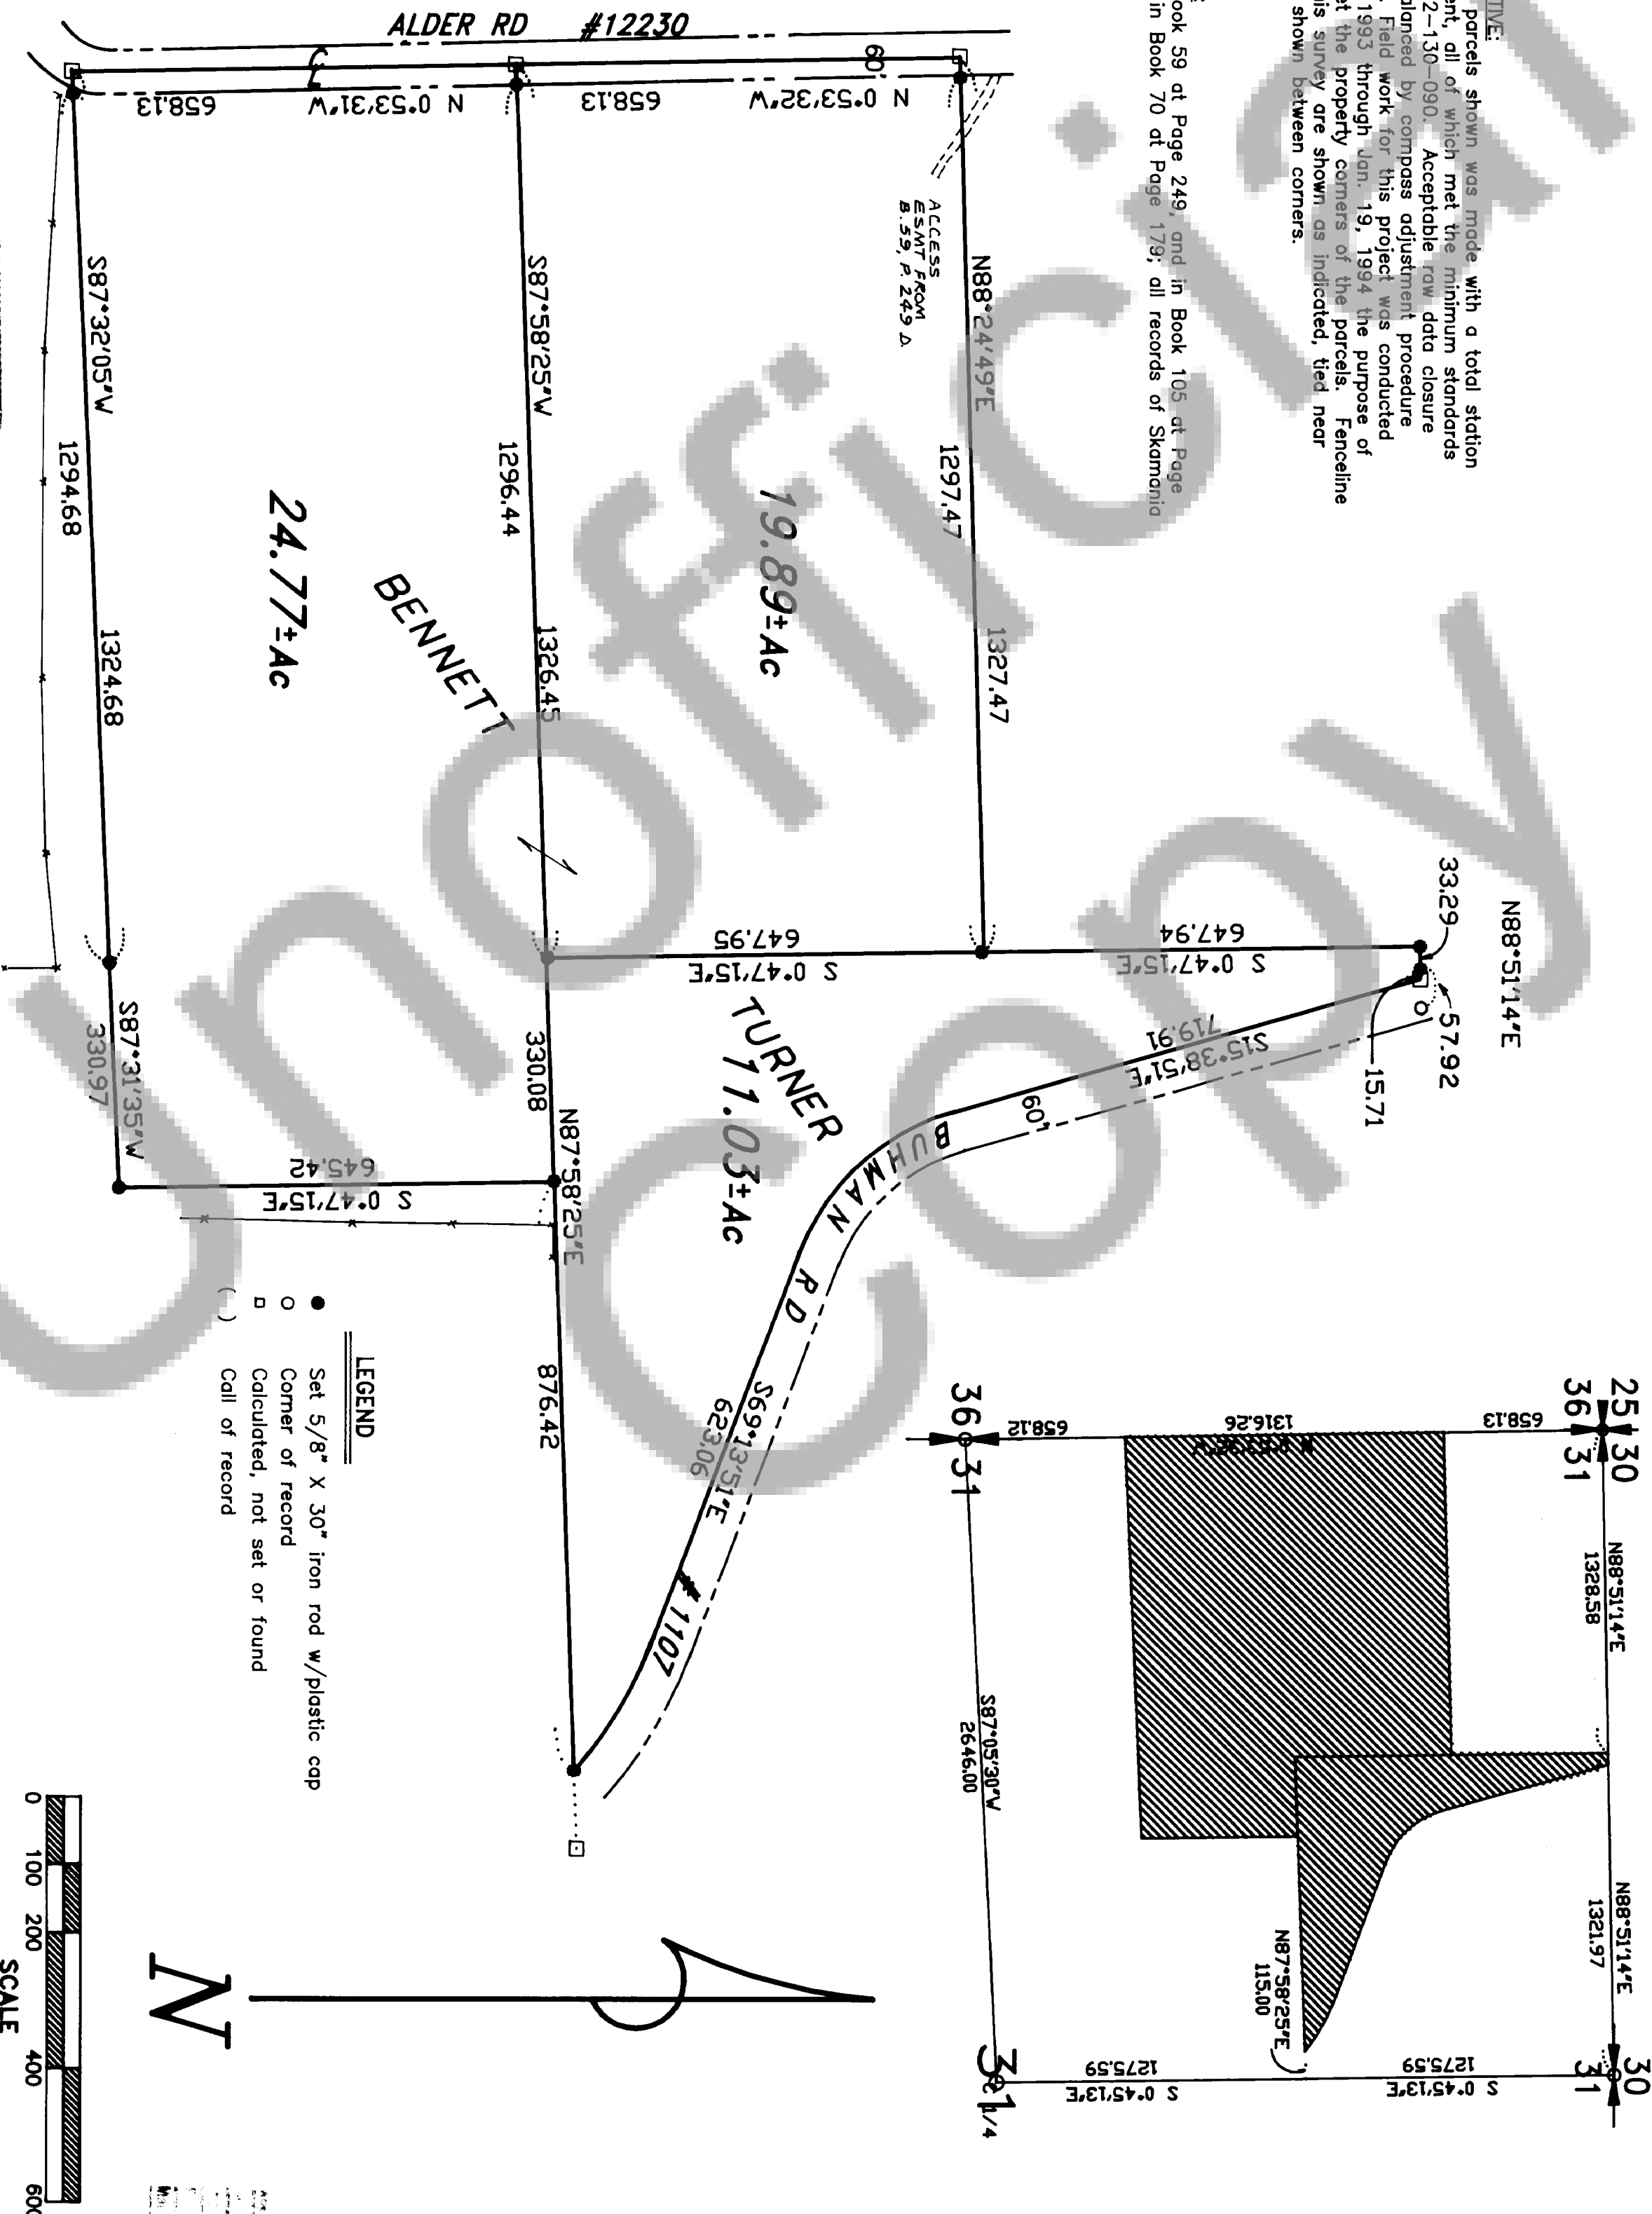 TIVE:
parcels shown was made with a total station
ent, all of which met the minimum standards
2-130-090. Acceptable raw data closure
alanced by compass adjustment procedure
. Field work for this project was conducted
1993 through Jan. 19, 1994 the purpose of
et the property corners of the parcels. Fenceline
his survey are shown as indicated, tied near
shown between corners.
ook 59 at Page 249, and in Book 105 at Page
in Book 70 at Page 179; all records of Skamania
ALDER RD #12230
60
N 0°53'32"W
658.13
N 0°53'31"W
658.13
ACCESS
ESMT FROM
B.59, P. 249 D.
N88°24'49"E
1297.47
1327.47
19.89±Ac
S87°58'25"W
1296.44
1326.45
BENNETT
24.77±Ac
S87°32'05"W
1294.68
1324.68
S87°31'35"W
330.97
S 0°47'15"E
645.42
330.08
N87°58'25"E
876.42
S 0°47'15"E
647.95
S 0°47'15"E
647.94
33.29
N88°51'14"E
57.92
15.71
S15°38'51"E
719.91
60'
TURNER
11.03±Ac
BUHMAN RD
S69°13'51"E
623.06
#1107
LEGEND
● Set 5/8" X 30" iron rod w/plastic cap
○ Corner of record
□ Calculated, not set or found
( ) Call of record
25 30
36 31
N88°51'14"E
1328.58
N88°51'14"E
1321.97
30
31
658.13
1316.26
658.12
36 31
S87°05'30"W
2646.00
N87°58'25"E
115.00
S 0°45'13"E
1275.59
S 0°45'13"E
1275.59
31
C 1/4
N
0 100 200 400 600
SCALE
Unofficial
Copy